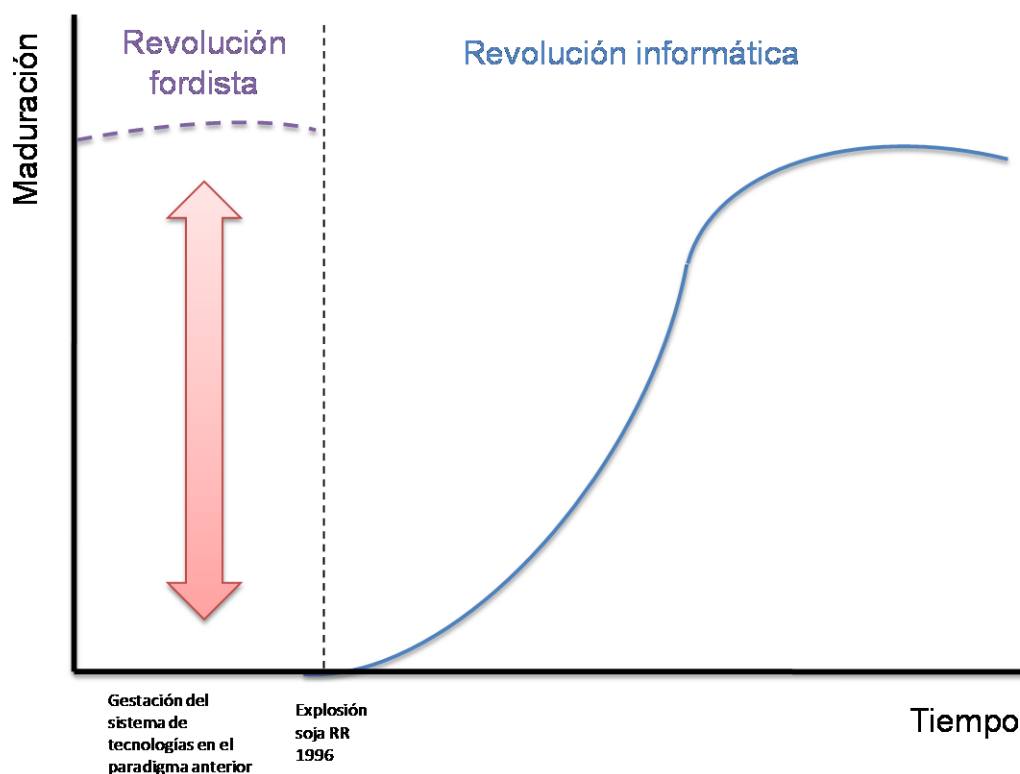 Maduración
Revolución
fordista
Revolución informática
Gestación del
sistema de
tecnologías en el
paradigma anterior
Explosión
soja RR
1996
Tiempo